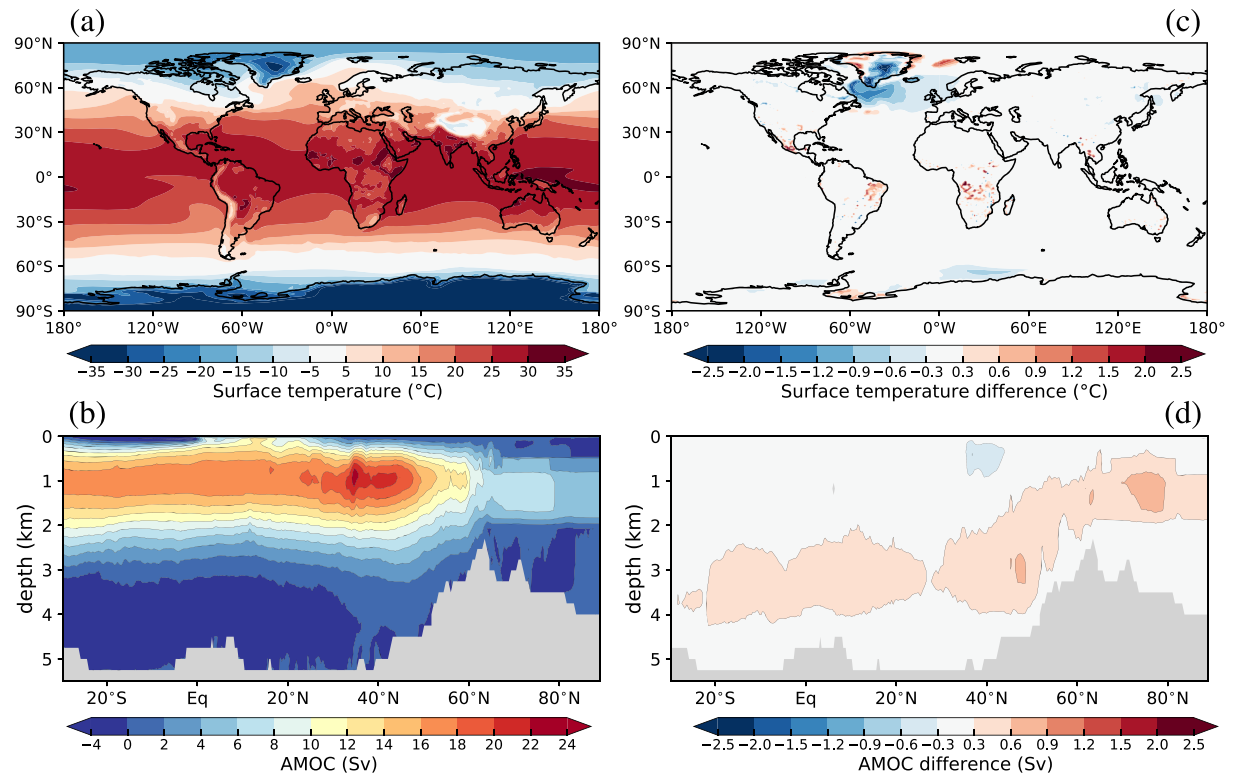 (a)
(c)
90°N
60°N
30°N
0°
30°S
60°S
90°S
180° 120°W 60°W 0°W 60°E 120°E 180°
−35 −30 −25 −20 −15 −10 −5 5 10 15 20 25 30 35
Surface temperature (°C)
90°N
60°N
30°N
0°
30°S
60°S
90°S
180° 120°W 60°W 0°W 60°E 120°E 180°
−2.5 −2.0 −1.5 −1.2 −0.9 −0.6 −0.3 0.3 0.6 0.9 1.2 1.5 2.0 2.5
Surface temperature difference (°C)
(b)
(d)
depth (km)
0
1
2
3
4
5
20°S Eq 20°N 40°N 60°N 80°N
−4 0 2 4 6 8 10 12 14 16 18 20 22 24
AMOC (Sv)
depth (km)
0
1
2
3
4
5
20°S Eq 20°N 40°N 60°N 80°N
−2.5 −2.0 −1.5 −1.2 −0.9 −0.6 −0.3 0.3 0.6 0.9 1.2 1.5 2.0 2.5
AMOC difference (Sv)